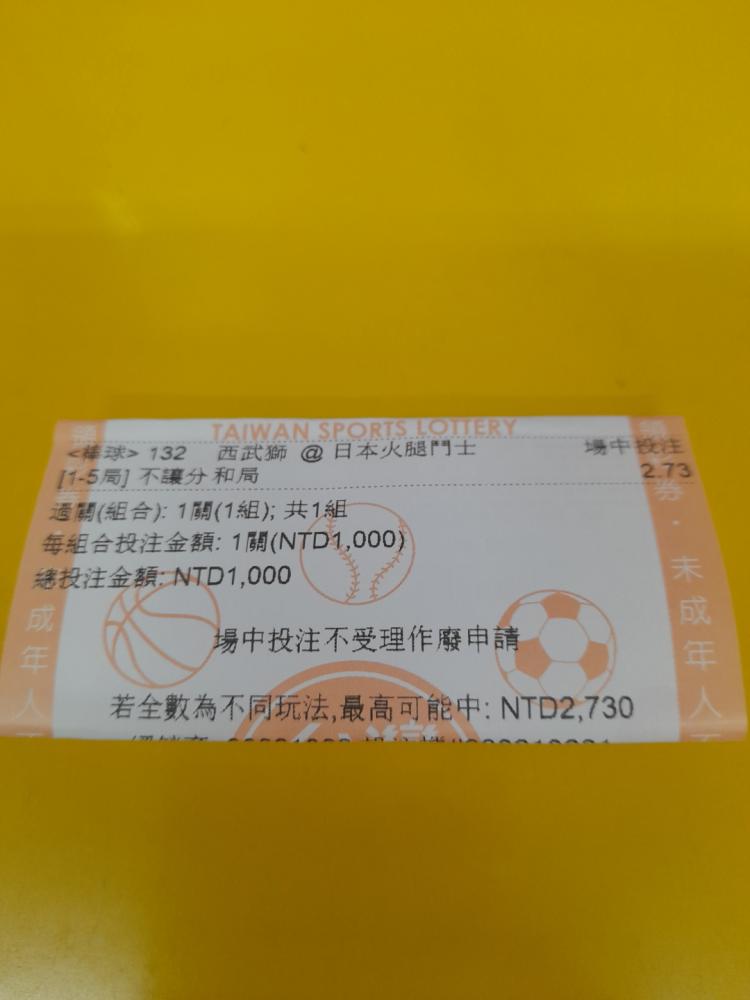 TAIWAN SPORTS LOTTERY
<棒球> 132 西武獅 @ 日本火腿鬥士 場中投注
[1-5局] 不讓分 和局 2.73
過關(組合): 1關(1組); 共1組
每組合投注金額: 1關(NTD1,000)
總投注金額: NTD1,000
場中投注不受理作廢申請
若全數為不同玩法,最高可能中: NTD2,730
成年人
券・未成年人